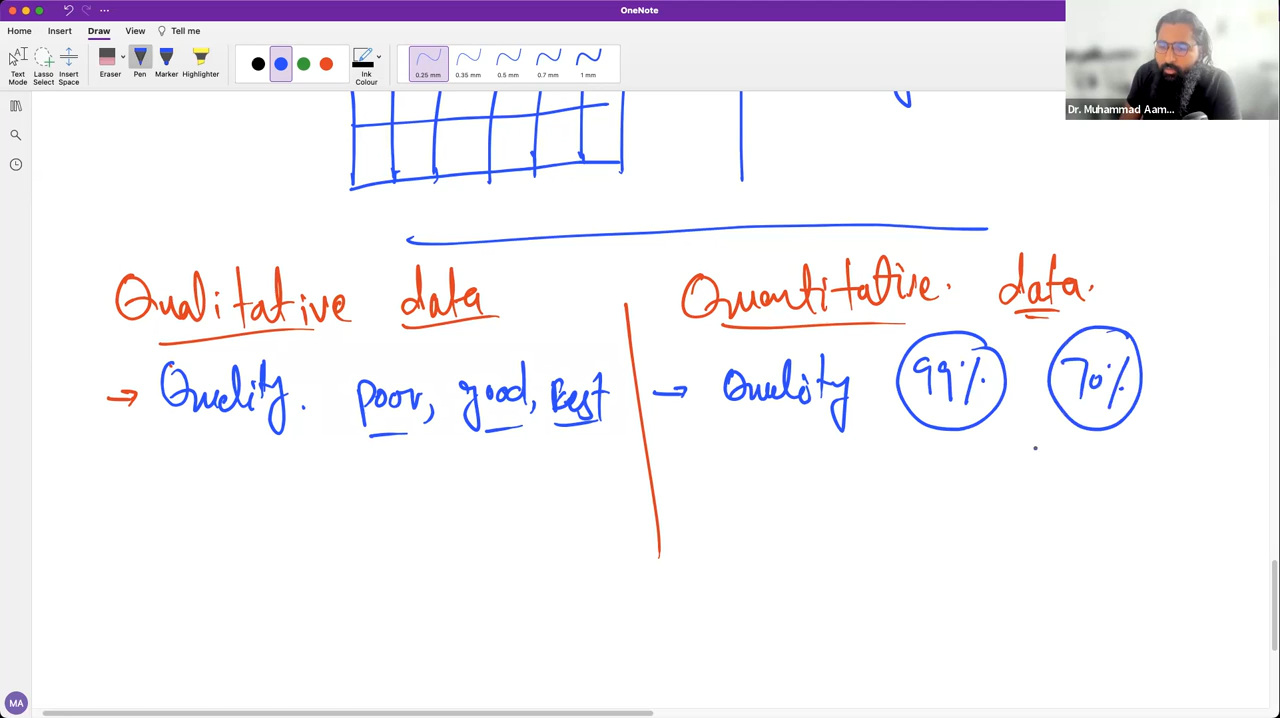 OneNote
Home Insert Draw View Tell me
Text Mode
Lasso Select
Insert Space
Eraser
Pen
Marker
Highlighter
Ink Colour
0.25 mm
0.35 mm
0.5 mm
0.7 mm
1 mm
Dr. Muhammad Aam...
Qualitative data
Quantitative data.
→ Quality. poor, good, Best
→ Quality 99% 70%
MA